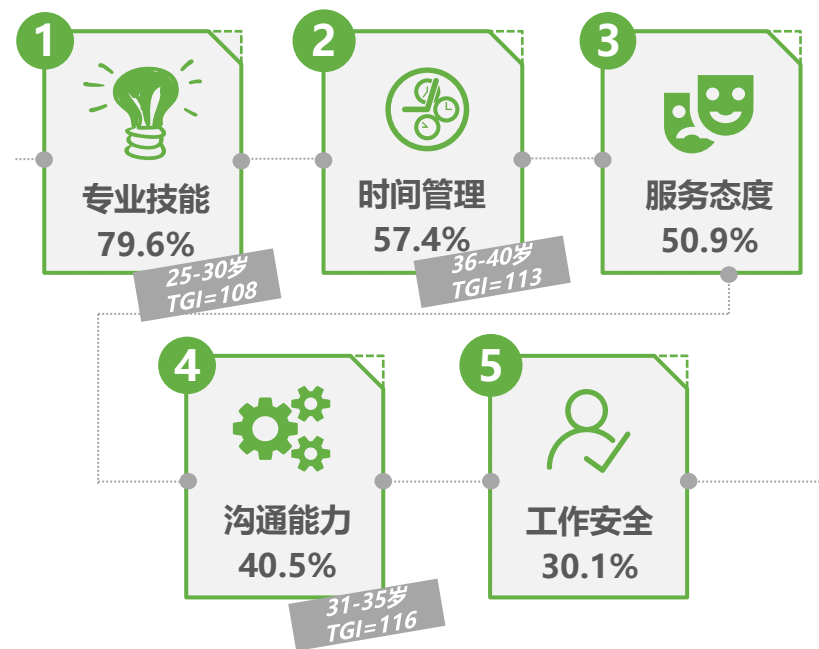 1
专业技能
79.6%
25-30岁
TGI=108
2
时间管理
57.4%
36-40岁
TGI=113
3
服务态度
50.9%
4
沟通能力
40.5%
31-35岁
TGI=116
5
工作安全
30.1%